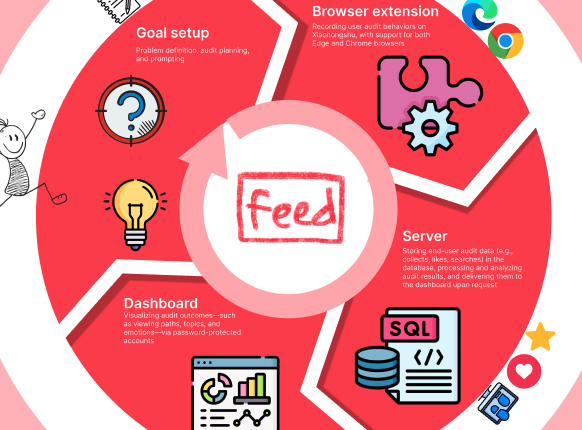 Goal setup
Problem definition, audit planning,
and prompting
Browser extension
Recording user audit behaviors on
Xiaohongshu, with support for both
Edge and Chrome browsers
feed
Server
Storing end-user audit data (e.g.,
collects, likes, searches) in the
database, processing and analyzing
audit results, and delivering them to
the dashboard upon request
SQL
</>
Dashboard
Visualizing audit outcomes—such
as viewing paths, topics, and
emotions—via password-protected
accounts